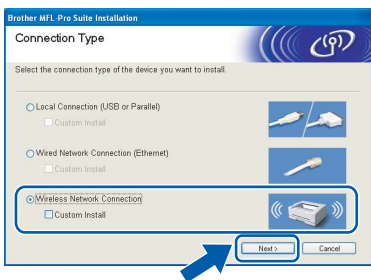 Brother MFL-Pro Suite Installation
Connection Type
Select the connection type of the device you want to install.
Local Connection (USB or Parallel)
Custom Install
Wired Network Connection (Ethernet)
Custom Install
Wireless Network Connection
Custom Install
Next >
Cancel